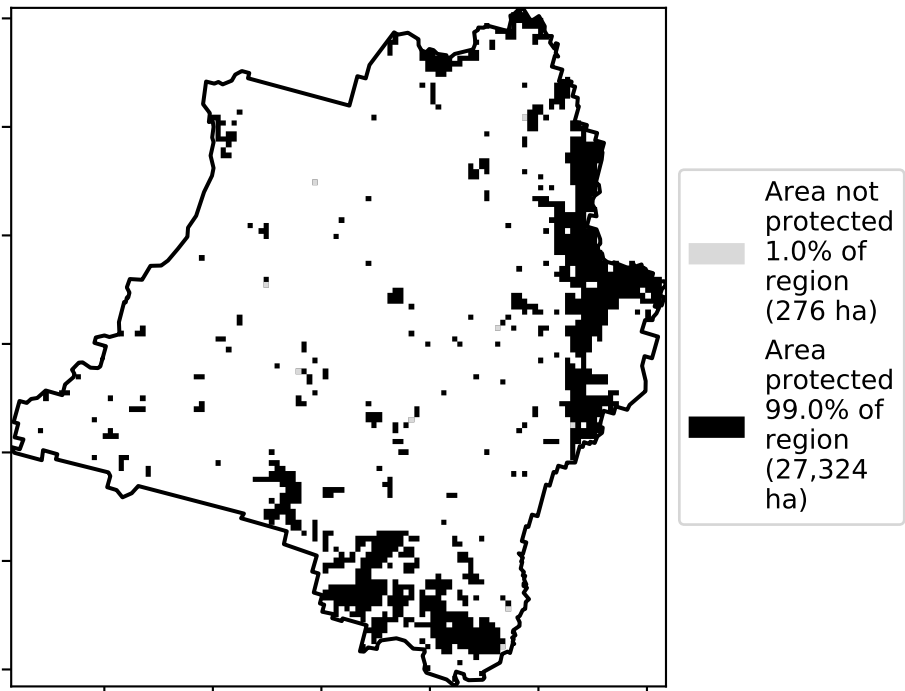 Area not
protected
1.0% of
region
(276 ha)
Area
protected
99.0% of
region
(27,324
ha)